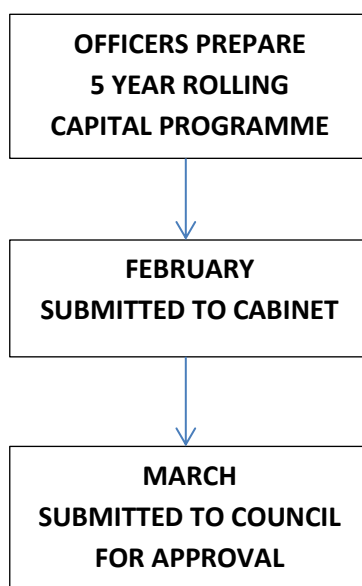 OFFICERS PREPARE
5 YEAR ROLLING
CAPITAL PROGRAMME
FEBRUARY
SUBMITTED TO CABINET
MARCH
SUBMITTED TO COUNCIL
FOR APPROVAL